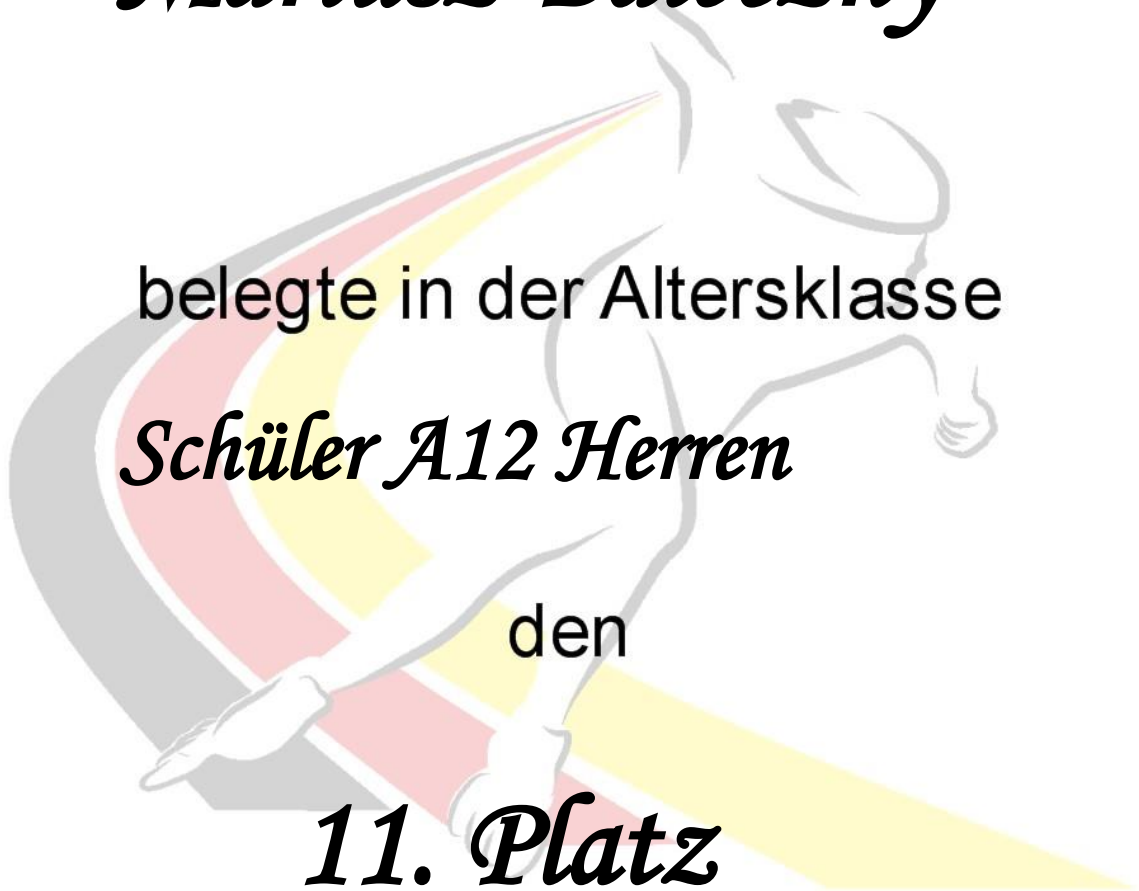 belegte in der Altersklasse
Schüler A12 Herren
den
11. Platz